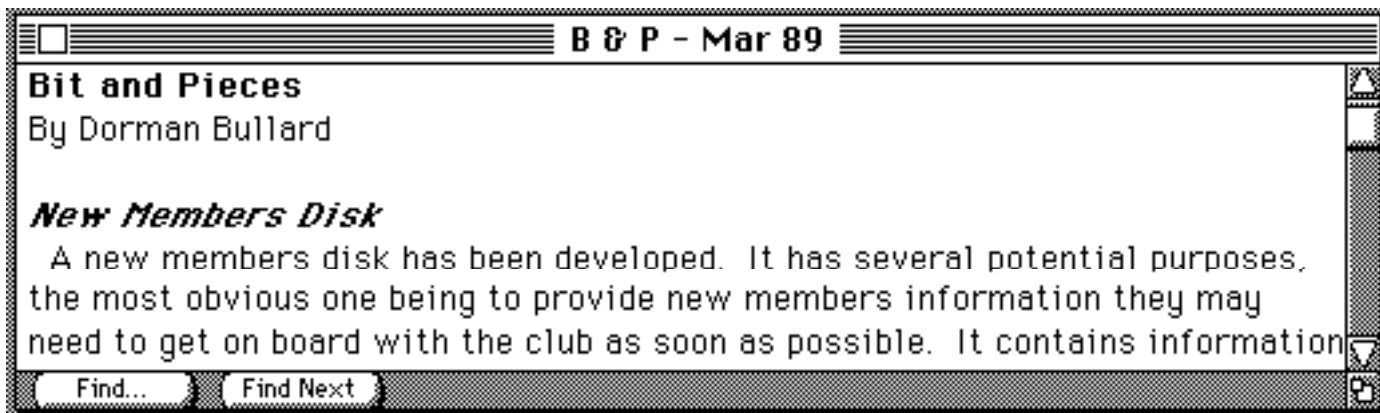 B & P - Mar 89
Bit and Pieces
By Dorman Bullard
New Members Disk
A new members disk has been developed. It has several potential purposes,
the most obvious one being to provide new members information they may
need to get on board with the club as soon as possible. It contains information
Find... Find Next